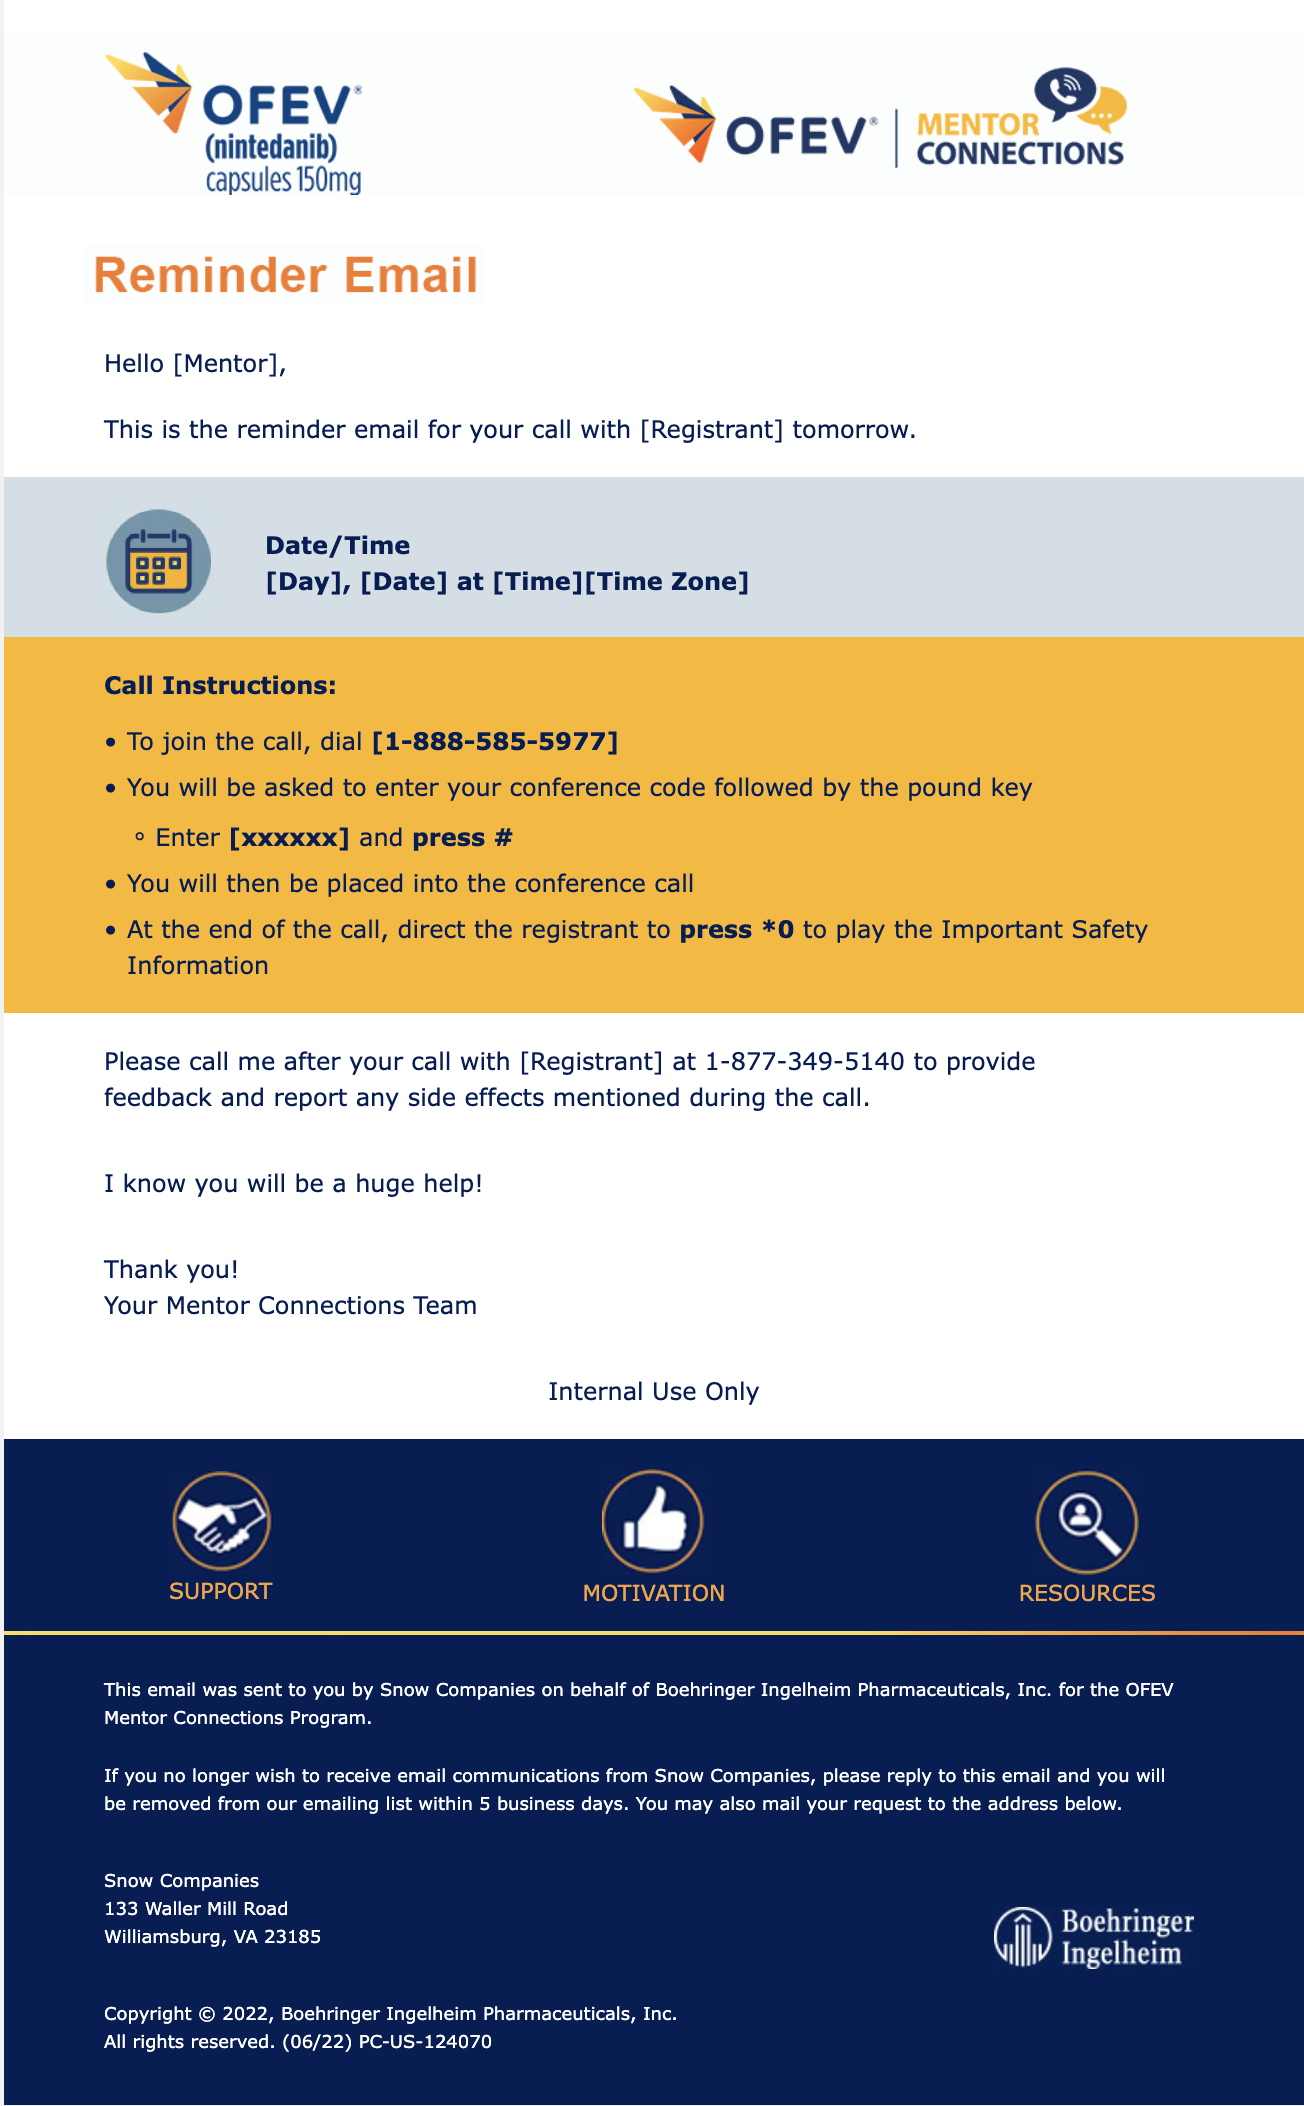 OFEV®
(nintedanib)
capsules 150mg
OFEV® | MENTOR
CONNECTIONS
Reminder Email
Hello [Mentor],
This is the reminder email for your call with [Registrant] tomorrow.
Date/Time
[Day], [Date] at [Time][Time Zone]
Call Instructions:
• To join the call, dial [1-888-585-5977]
• You will be asked to enter your conference code followed by the pound key
◦ Enter [xxxxxx] and press #
• You will then be placed into the conference call
• At the end of the call, direct the registrant to press *0 to play the Important Safety
Information
Please call me after your call with [Registrant] at 1-877-349-5140 to provide
feedback and report any side effects mentioned during the call.
I know you will be a huge help!
Thank you!
Your Mentor Connections Team
Internal Use Only
SUPPORT
MOTIVATION
RESOURCES
This email was sent to you by Snow Companies on behalf of Boehringer Ingelheim Pharmaceuticals, Inc. for the OFEV
Mentor Connections Program.
If you no longer wish to receive email communications from Snow Companies, please reply to this email and you will
be removed from our emailing list within 5 business days. You may also mail your request to the address below.
Snow Companies
133 Waller Mill Road
Williamsburg, VA 23185
Boehringer
Ingelheim
Copyright © 2022, Boehringer Ingelheim Pharmaceuticals, Inc.
All rights reserved. (06/22) PC-US-124070